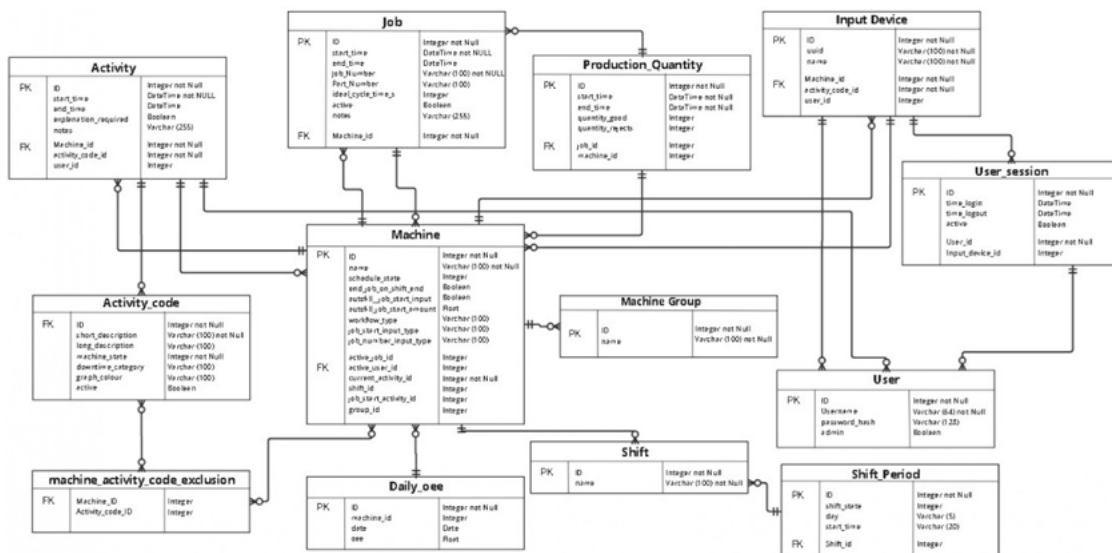 Activity
PK ID Integer not Null
start_time DateTime not NULL
end_time DateTime
explanation_required Boolean
notes Varchar (255)
FK Machine_id Integer not Null
activity_code_id Integer not Null
user_id Integer
Job
PK ID Integer not Null
start_time DateTime not NULL
end_time DateTime
job_Number Varchar (100) not NULL
Part_Number Varchar (100)
ideal_cycle_time_s Integer
active Boolean
notes Varchar (255)
FK Machine_id Integer not Null
Production_Quantity
PK ID Integer not Null
start_time DateTime not Null
end_time DateTime not Null
quantity_good Integer
quantity_rejects Integer
FK job_id Integer
machine_id Integer
Input Device
PK ID Integer not Null
uuid Varchar (100) not Null
name Varchar (100) not Null
FK Machine_id Integer not Null
activity_code_id Integer not Null
user_id Integer
User_session
PK ID Integer not Null
time_login DateTime
time_logout DateTime
active Boolean
User_id Integer not Null
Input_device_id Integer
Machine
PK ID Integer not Null
name Varchar (100) not Null
schedule_state Integer
end_job_on_shift_end Boolean
autofill_job_start_input Boolean
autofill_job_start_amount Float
workflow_type Varchar (100)
job_start_input_type Varchar (100)
job_number_input_type Varchar (100)
active_job_id Integer
FK active_user_id Integer
current_activity_id Integer not Null
shift_id Integer
job_start_activity_id Integer
group_id Integer
Activity_code
FK ID Integer not Null
short_description Varchar (100) not Null
long_description Varchar (100)
machine_state Integer not Null
downtime_category Varchar (100)
graph_colour Varchar (100)
active Boolean
Machine Group
ID Integer not Null
name Varchar (100) not Null
User
PK ID Integer not Null
Username Varchar (64) not Null
password_hash Varchar (128)
admin Boolean
machine_activity_code_exclusion
FK Machine_ID Integer
Activity_code_ID Integer
Daily_oee
PK ID Integer not Null
machine_id Integer
date Date
oee Float
Shift
PK ID Integer not Null
name Varchar (100) not Null
Shift_Period
PK ID Integer not Null
shift_state Integer
day Varchar (5)
start_time Varchar (20)
FK Shift_id Integer